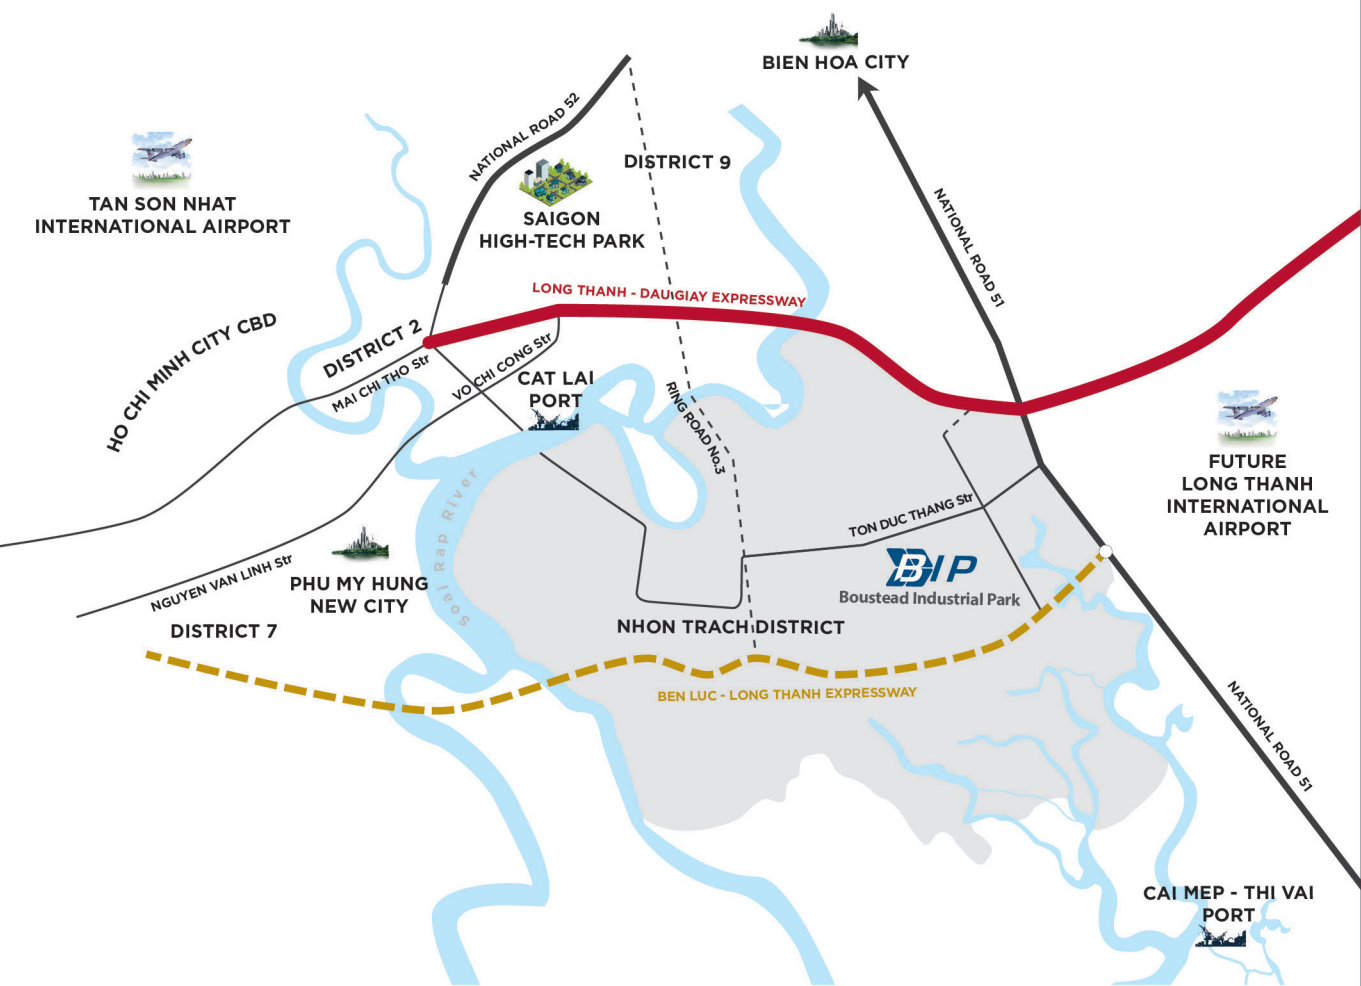 BIEN HOA CITY
NATIONAL ROAD 52
DISTRICT 9
TAN SON NHAT
INTERNATIONAL AIRPORT
SAIGON
HIGH-TECH PARK
NATIONAL ROAD 51
LONG THANH - DAU GIAY EXPRESSWAY
HO CHI MINH CITY CBD
DISTRICT 2
MAI CHI THO Str
VO CHI CONG Str
CAT LAI
PORT
RING ROAD No.3
FUTURE
LONG THANH
INTERNATIONAL
AIRPORT
Soai Rap River
TON DUC THANG Str
BIP
Boustead Industrial Park
NGUYEN VAN LINH Str
PHU MY HUNG
NEW CITY
DISTRICT 7
NHON TRACH DISTRICT
BEN LUC - LONG THANH EXPRESSWAY
NATIONAL ROAD 51
CAI MEP - THI VAI
PORT